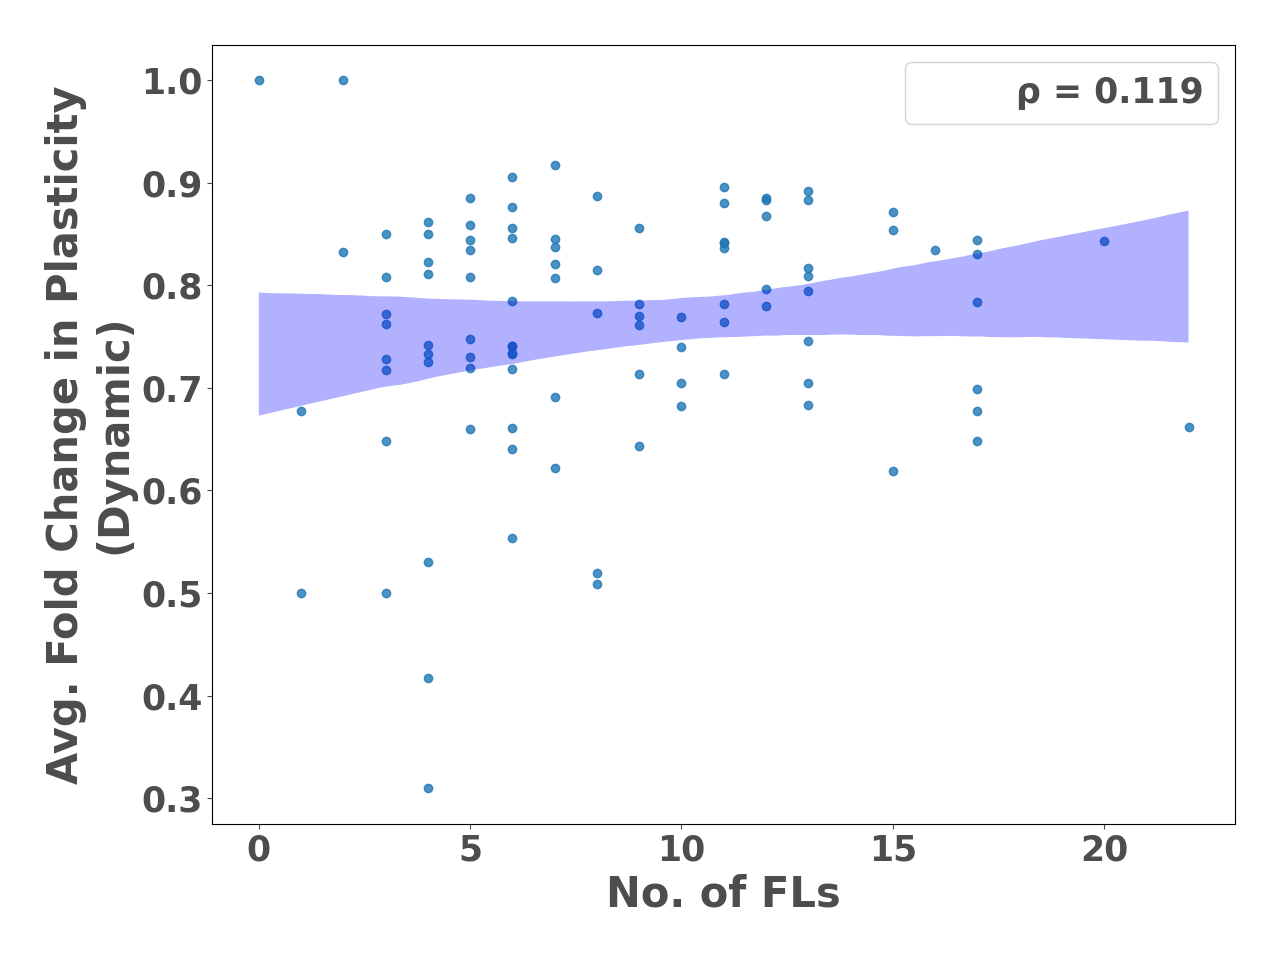 ρ = 0.119
Avg. Fold Change in Plasticity
(Dynamic)
1.0
0.9
0.8
0.7
0.6
0.5
0.4
0.3
0 5 10 15 20
No. of FLs